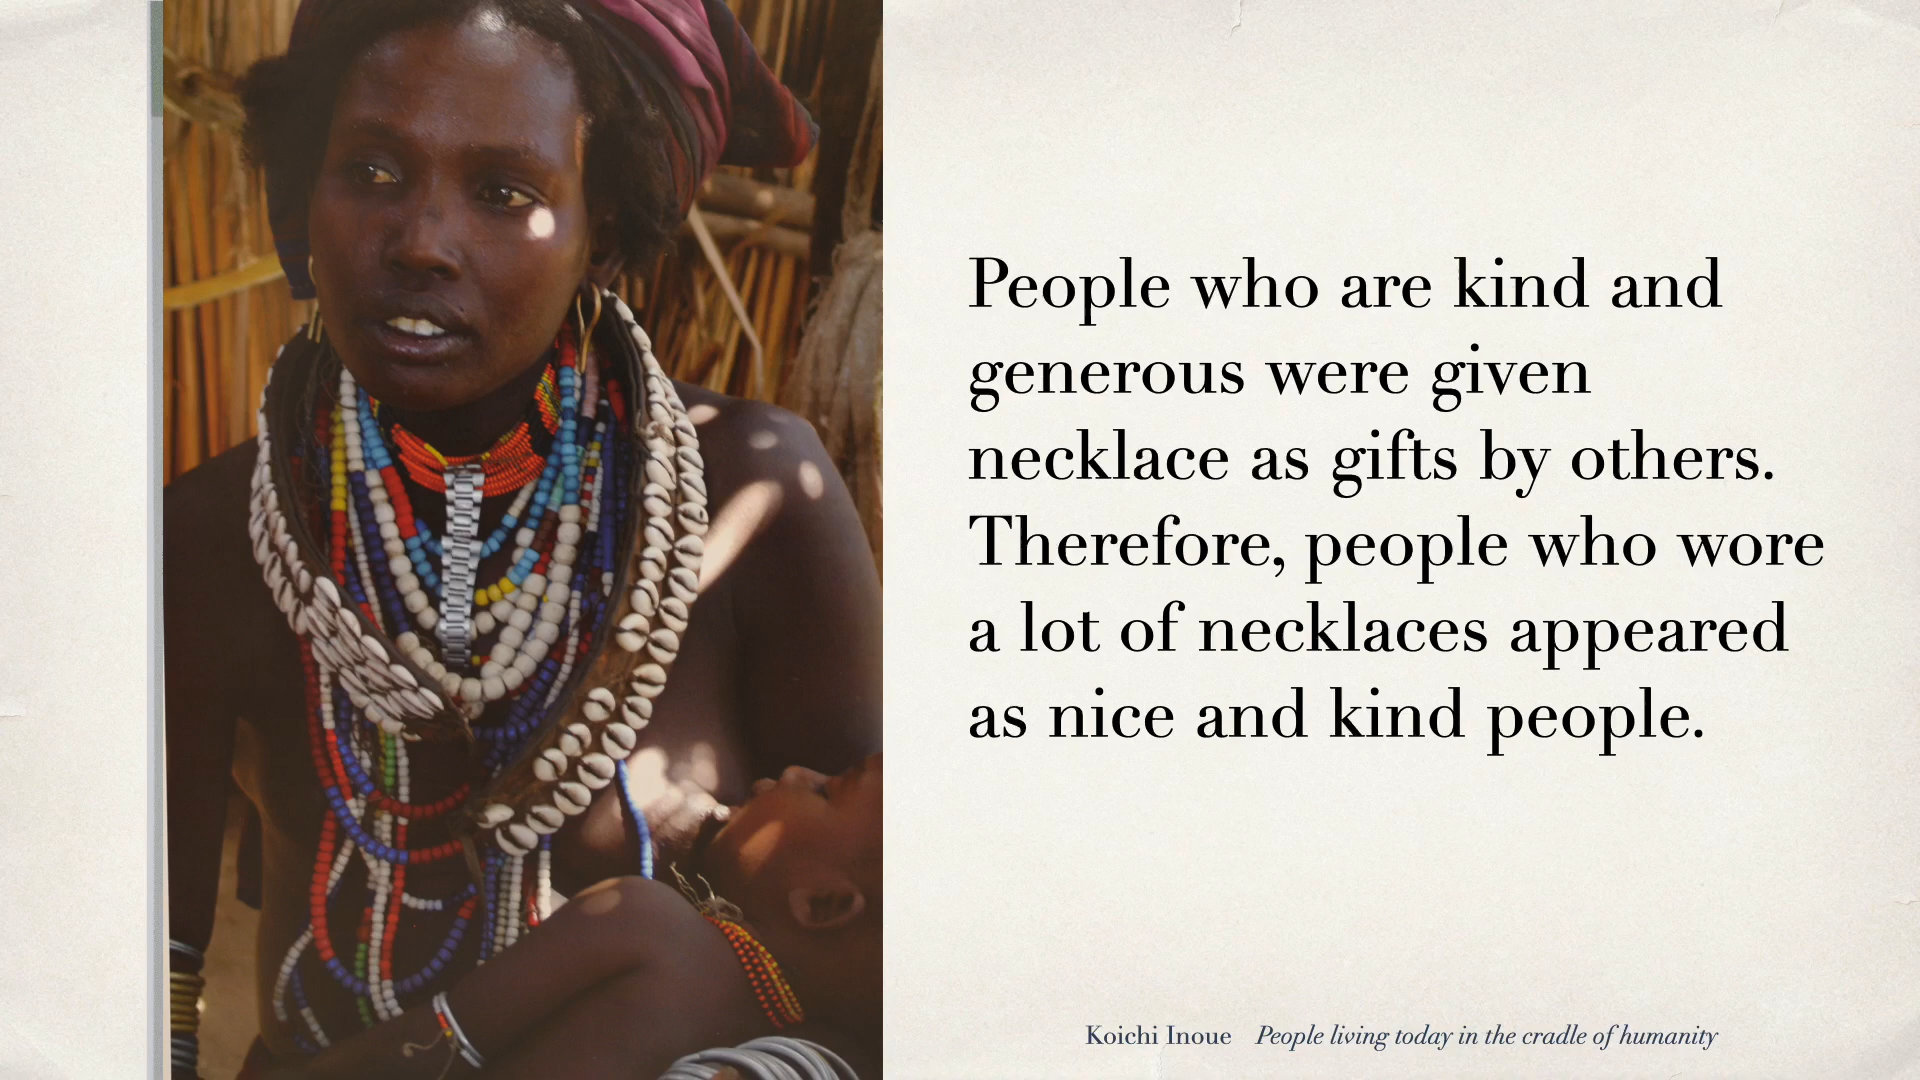 People who are kind and
generous were given
necklace as gifts by others.
Therefore, people who wore
a lot of necklaces appeared
as nice and kind people.
Koichi Inoue People living today in the cradle of humanity